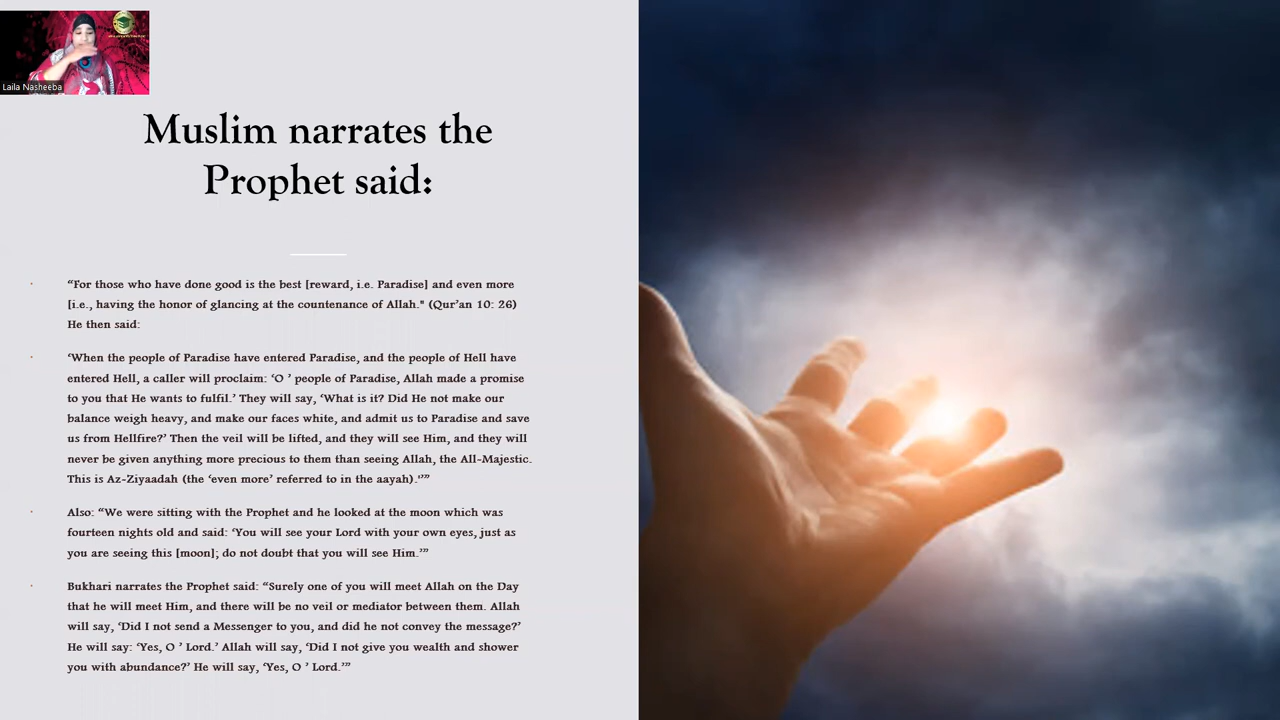 Laila Nasheeba
Muslim narrates the
Prophet said:
“For those who have done good is the best [reward, i.e. Paradise] and even more
[i.e., having the honor of glancing at the countenance of Allah." (Qur’an 10: 26)
He then said:
‘When the people of Paradise have entered Paradise, and the people of Hell have
entered Hell, a caller will proclaim: ‘O ’ people of Paradise, Allah made a promise
to you that He wants to fulfil.’ They will say, ‘What is it? Did He not make our
balance weigh heavy, and make our faces white, and admit us to Paradise and save
us from Hellfire?’ Then the veil will be lifted, and they will see Him, and they will
never be given anything more precious to them than seeing Allah, the All-Majestic.
This is Az-Ziyaadah (the ‘even more’ referred to in the aayah).’”
Also: “We were sitting with the Prophet and he looked at the moon which was
fourteen nights old and said: ‘You will see your Lord with your own eyes, just as
you are seeing this [moon]; do not doubt that you will see Him.’”
Bukhari narrates the Prophet said: “Surely one of you will meet Allah on the Day
that he will meet Him, and there will be no veil or mediator between them. Allah
will say, ‘Did I not send a Messenger to you, and did he not convey the message?’
He will say: ‘Yes, O ’ Lord.’ Allah will say, ‘Did I not give you wealth and shower
you with abundance?’ He will say, ‘Yes, O ’ Lord.’”